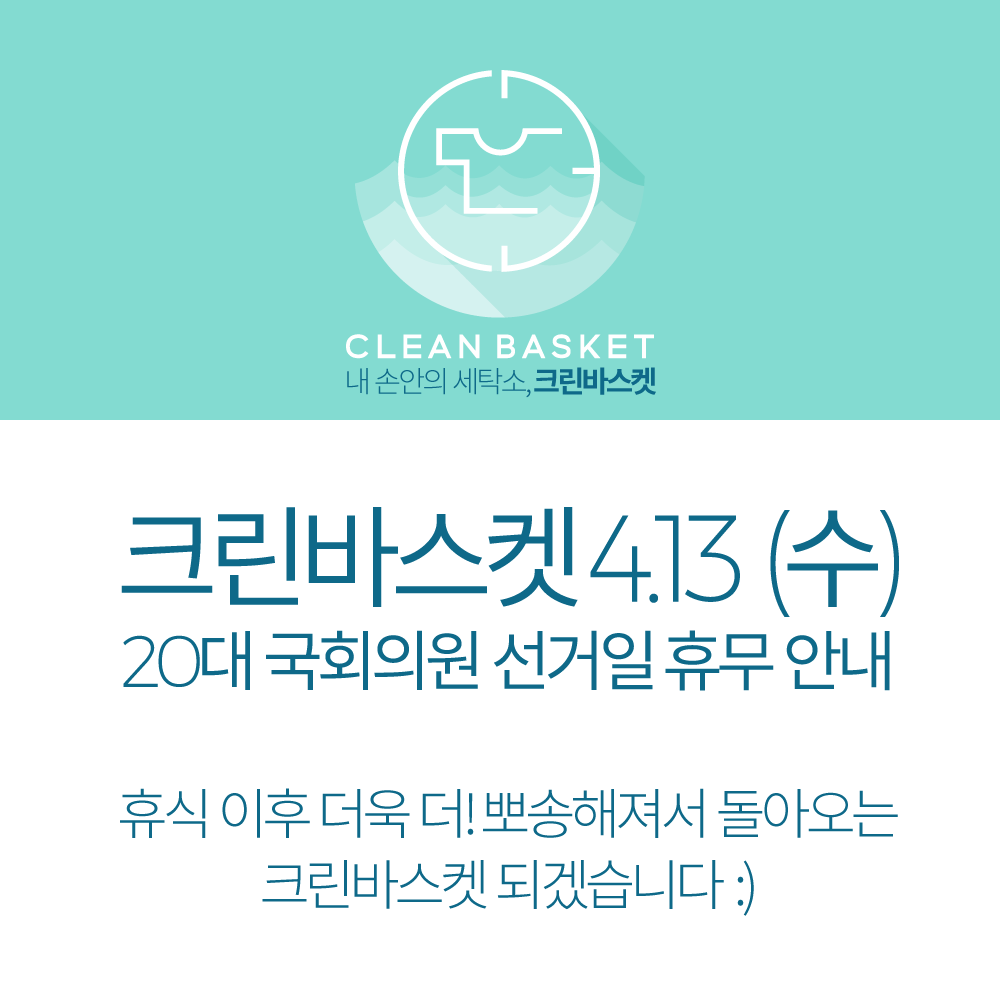 CLEAN BASKET
내 손안의 세탁소, 크린바스켓
크린바스켓 4.13 (수)
20대 국회의원 선거일 휴무 안내
휴식 이후 더욱 더! 뽀송해져서 돌아오는
크린바스켓 되겠습니다 :)